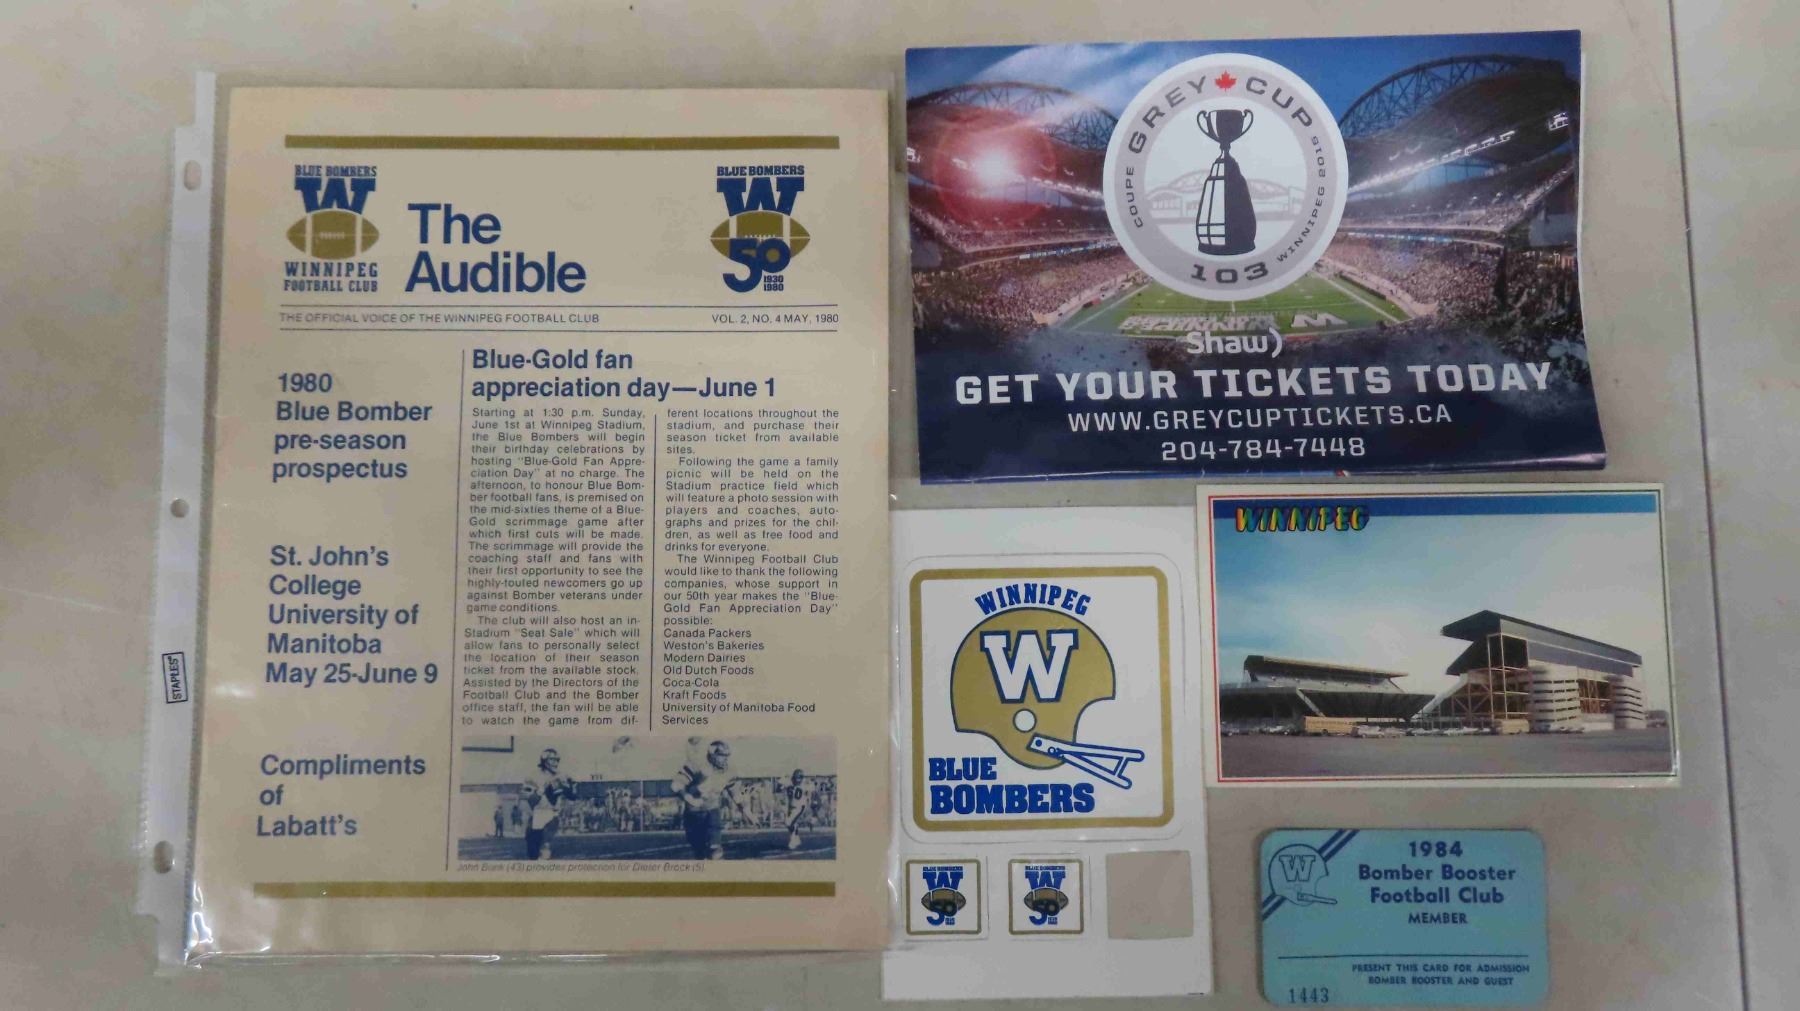 BLUE BOMBERS
W
WINNIPEG
FOOTBALL CLUB
The
Audible
BLUE BOMBERS
W
50
1930
1980
THE OFFICIAL VOICE OF THE WINNIPEG FOOTBALL CLUB
VOL. 2, NO. 4 MAY, 1980
1980
Blue Bomber
pre-season
prospectus
St. John's
College
University of
Manitoba
May 25-June 9
Compliments
of
Labatt's
Blue-Gold fan
appreciation day—June 1
Starting at 1:30 p.m. Sunday,
June 1st at Winnipeg Stadium,
the Blue Bombers will begin
their birthday celebrations by
hosting "Blue-Gold Fan Appre-
ciation Day" at no charge. The
afternoon, to honour Blue Bom-
ber football fans, is premised on
the mid-sixties theme of a Blue-
Gold scrimmage game after
which first cuts will be made.
The scrimmage will provide the
coaching staff and fans with
their first opportunity to see the
highly-touted newcomers go up
against Bomber veterans under
game conditions.
The club will also host an in-
Stadium "Seat Sale" which will
allow fans to personally select
the location of their season
ticket from the available stock.
Assisted by the Directors of the
Football Club and the Bomber
office staff, the fan will be able
to watch the game from dif-
ferent locations throughout the
stadium, and purchase their
season ticket from available
sites.
Following the game a family
picnic will be held on the
Stadium practice field which
will feature a photo session with
players and coaches, auto-
graphs and prizes for the chil-
dren, as well as free food and
drinks for everyone.
The Winnipeg Football Club
would like to thank the following
companies, whose support in
our 50th year makes the "Blue-
Gold Fan Appreciation Day"
possible:
Canada Packers
Weston's Bakeries
Modern Dairies
Old Dutch Foods
Coca-Cola
Kraft Foods
University of Manitoba Food
Services
John Bonk (43) provides protection for Dieter Brock (5).
STAPLES
COUPE GREY CUP
WINNIPEG 2015
103
WINNIPEG W
Shaw)
GET YOUR TICKETS TODAY
WWW.GREYCUPTICKETS.CA
204-784-7448
WINNIPEG
W
BLUE
BOMBERS
BLUE BOMBERS
W
50
BLUE BOMBERS
W
50
WINNIPEG
W
1984
Bomber Booster
Football Club
MEMBER
PRESENT THIS CARD FOR ADMISSION
BOMBER BOOSTER AND GUEST
1443